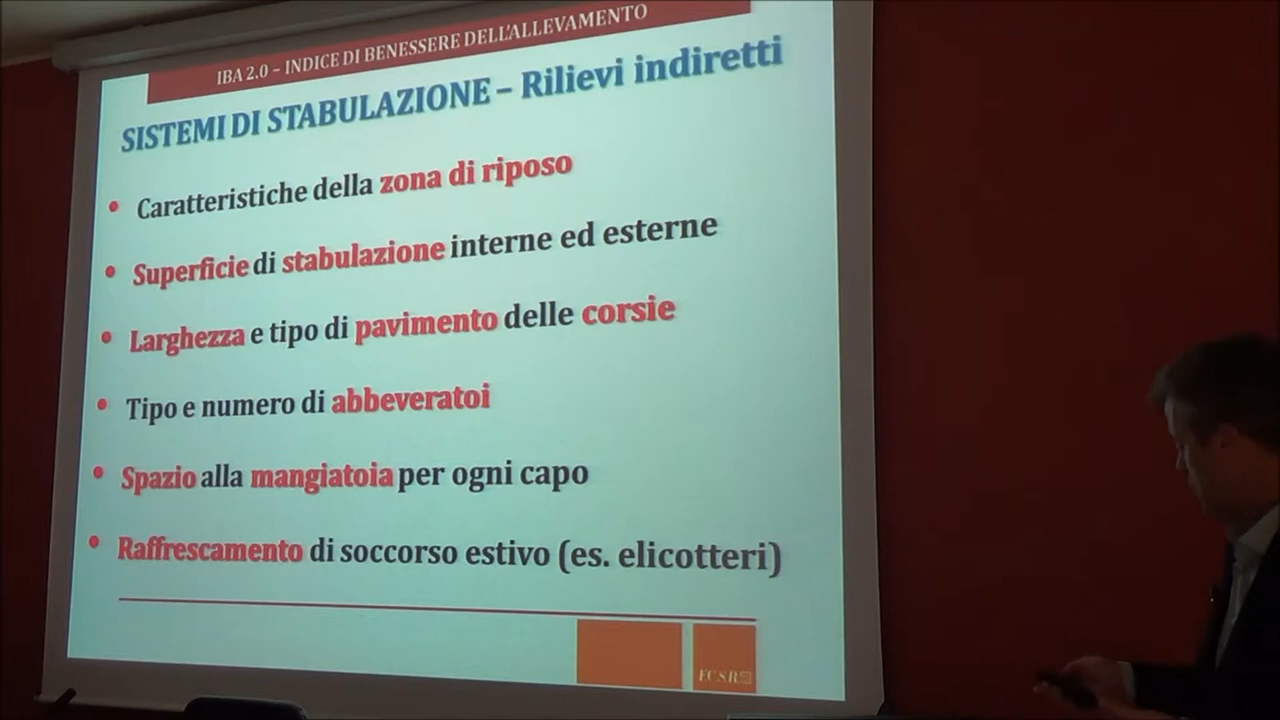 IBA 2.0 – INDICE DI BENESSERE DELL'ALLEVAMENTO
SISTEMI DI STABULAZIONE – Rilievi indiretti
• Caratteristiche della zona di riposo
• Superficie di stabulazione interne ed esterne
• Larghezza e tipo di pavimento delle corsie
• Tipo e numero di abbeveratoi
• Spazio alla mangiatoia per ogni capo
• Raffrescamento di soccorso estivo (es. elicotteri)